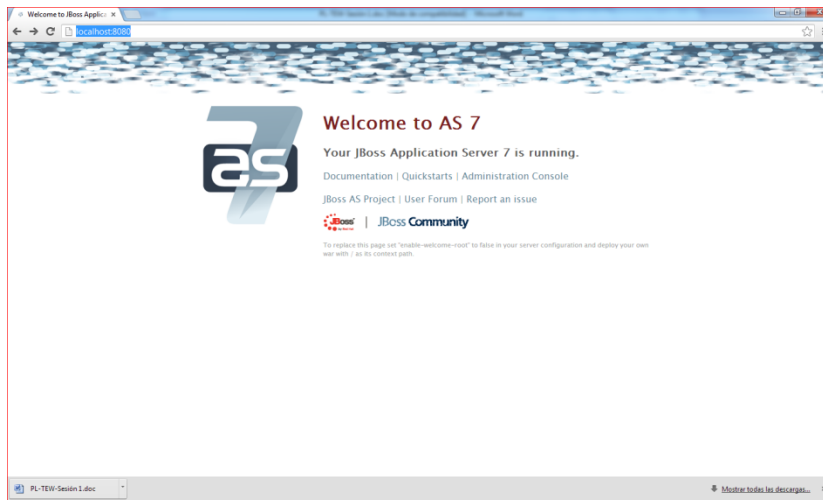 Welcome to JBoss Applic
localhost:8080
as
7
Welcome to AS 7
Your JBoss Application Server 7 is running.
Documentation | Quickstarts | Administration Console
JBoss AS Project | User Forum | Report an issue
JBoss | JBoss Community
To replace this page set "enable-welcome-root" to false in your server configuration and deploy your own
war with / as its context path.
PL-TEW-Sesión 1.doc
Mostrar todas las descargas...